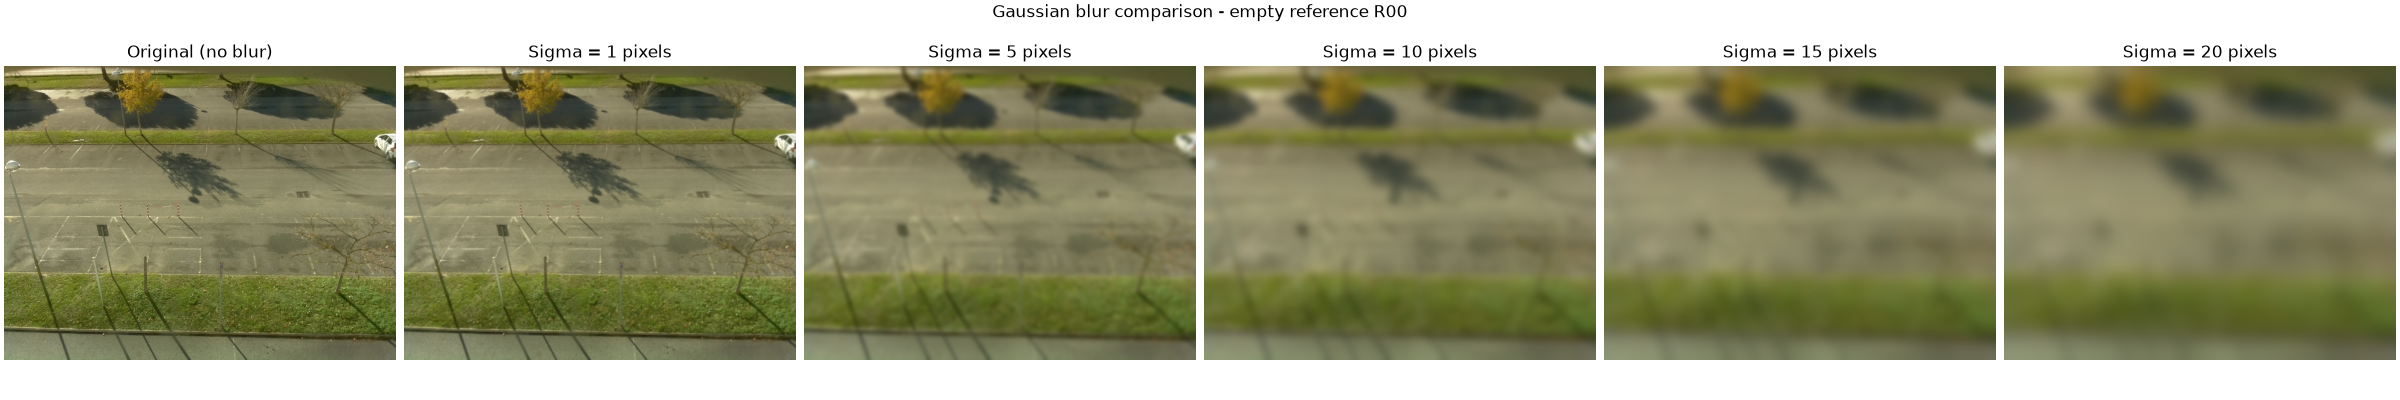 Gaussian blur comparison - empty reference R00
Original (no blur)
Sigma = 1 pixels
Sigma = 5 pixels
Sigma = 10 pixels
Sigma = 15 pixels
Sigma = 20 pixels